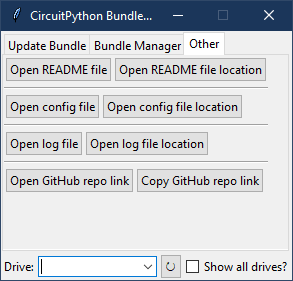 CircuitPython Bundle...
Update Bundle Bundle Manager Other
Open README file Open README file location
Open config file Open config file location
Open log file Open log file location
Open GitHub repo link Copy GitHub repo link
Drive: Show all drives?